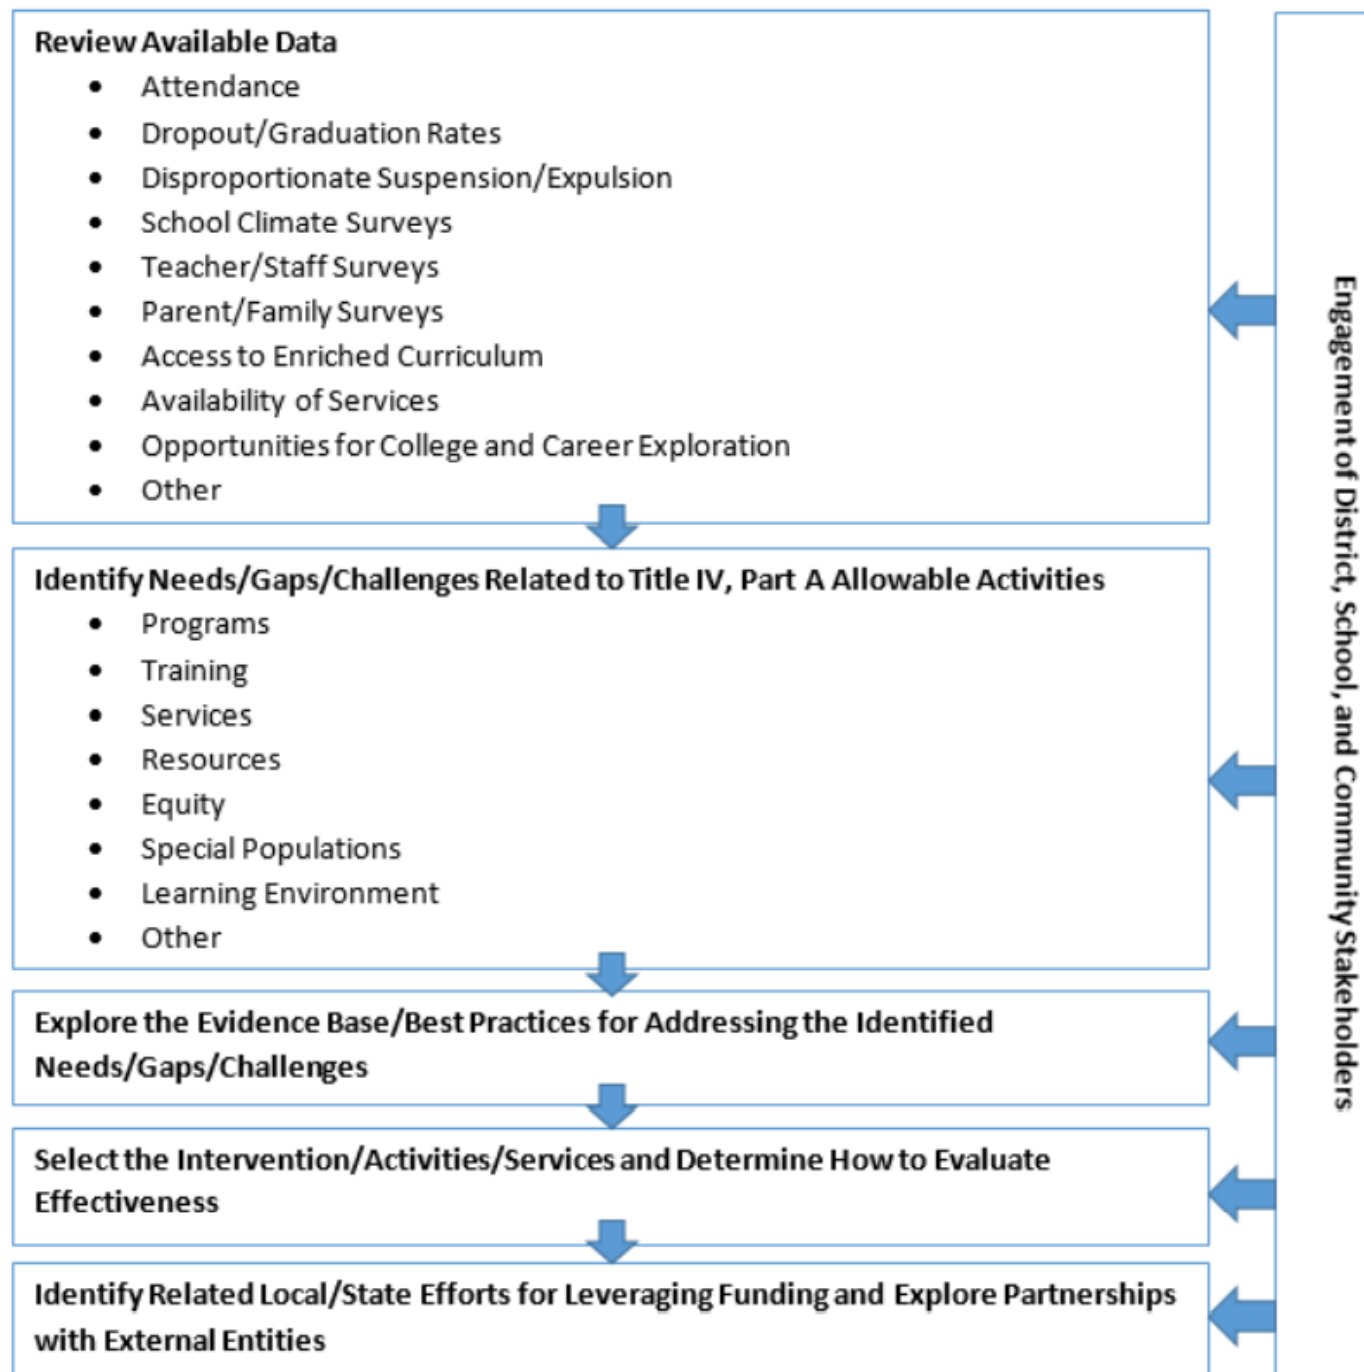 Review Available Data
• Attendance
• Dropout/Graduation Rates
• Disproportionate Suspension/Expulsion
• School Climate Surveys
• Teacher/Staff Surveys
• Parent/Family Surveys
• Access to Enriched Curriculum
• Availability of Services
• Opportunities for College and Career Exploration
• Other
Identify Needs/Gaps/Challenges Related to Title IV, Part A Allowable Activities
• Programs
• Training
• Services
• Resources
• Equity
• Special Populations
• Learning Environment
• Other
Explore the Evidence Base/Best Practices for Addressing the Identified
Needs/Gaps/Challenges
Select the Intervention/Activities/Services and Determine How to Evaluate
Effectiveness
Identify Related Local/State Efforts for Leveraging Funding and Explore Partnerships
with External Entities
Engagement of District, School, and Community Stakeholders